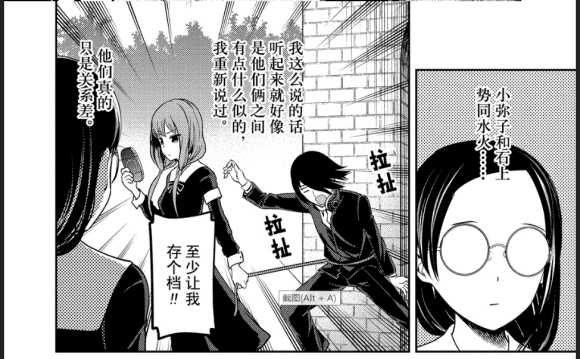 小弥子和石上
势同水火……
我这么说的话
听起来就好像
是他们俩之间
有点什么似的，
我重新说过。
拉扯
拉扯
至少让我
存个档!!
截图(Alt + A)
他们真的
只是关系差。